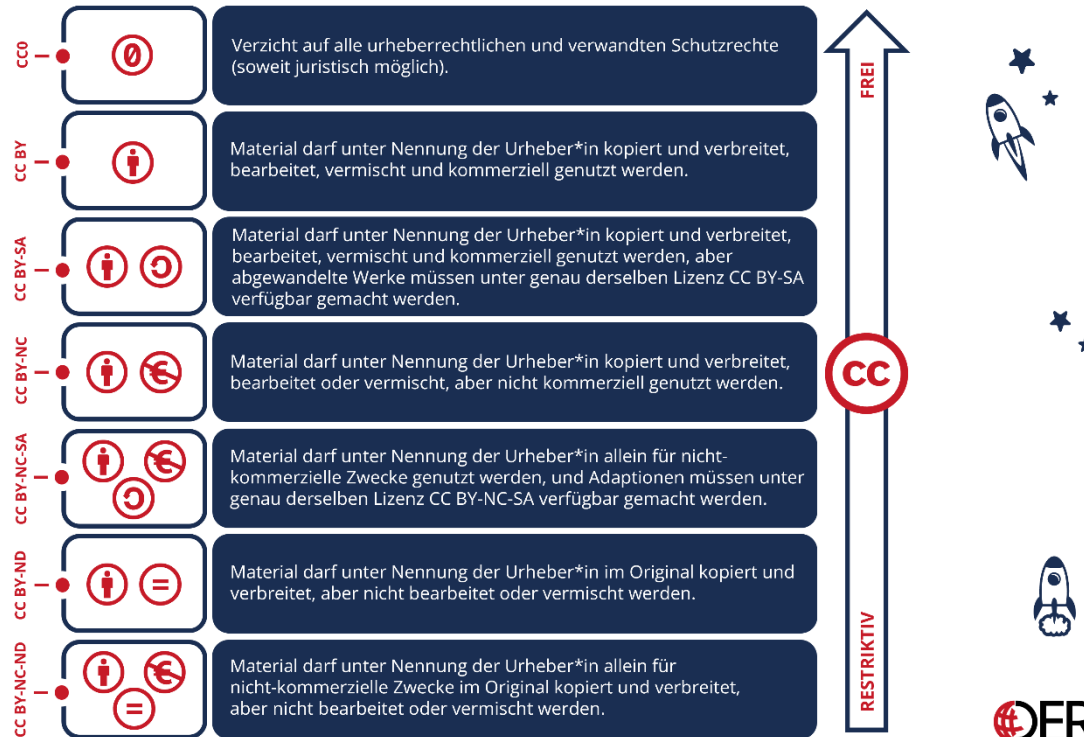 CC0
Verzicht auf alle urheberrechtlichen und verwandten Schutzrechte
(soweit juristisch möglich).
FREI
CC BY
Material darf unter Nennung der Urheber*in kopiert und verbreitet,
bearbeitet, vermischt und kommerziell genutzt werden.
CC BY-SA
Material darf unter Nennung der Urheber*in kopiert und verbreitet,
bearbeitet, vermischt und kommerziell genutzt werden, aber
abgewandelte Werke müssen unter genau derselben Lizenz CC BY-SA
verfügbar gemacht werden.
CC BY-NC
Material darf unter Nennung der Urheber*in kopiert und verbreitet,
bearbeitet oder vermischt, aber nicht kommerziell genutzt werden.
CC
CC BY-NC-SA
Material darf unter Nennung der Urheber*in allein für nicht-
kommerzielle Zwecke genutzt werden, und Adaptionen müssen unter
genau derselben Lizenz CC BY-NC-SA verfügbar gemacht werden.
CC BY-ND
Material darf unter Nennung der Urheber*in im Original kopiert und
verbreitet, aber nicht bearbeitet oder vermischt werden.
CC BY-NC-ND
Material darf unter Nennung der Urheber*in allein für
nicht-kommerzielle Zwecke im Original kopiert und verbreitet,
aber nicht bearbeitet oder vermischt werden.
RESTRIKTIV